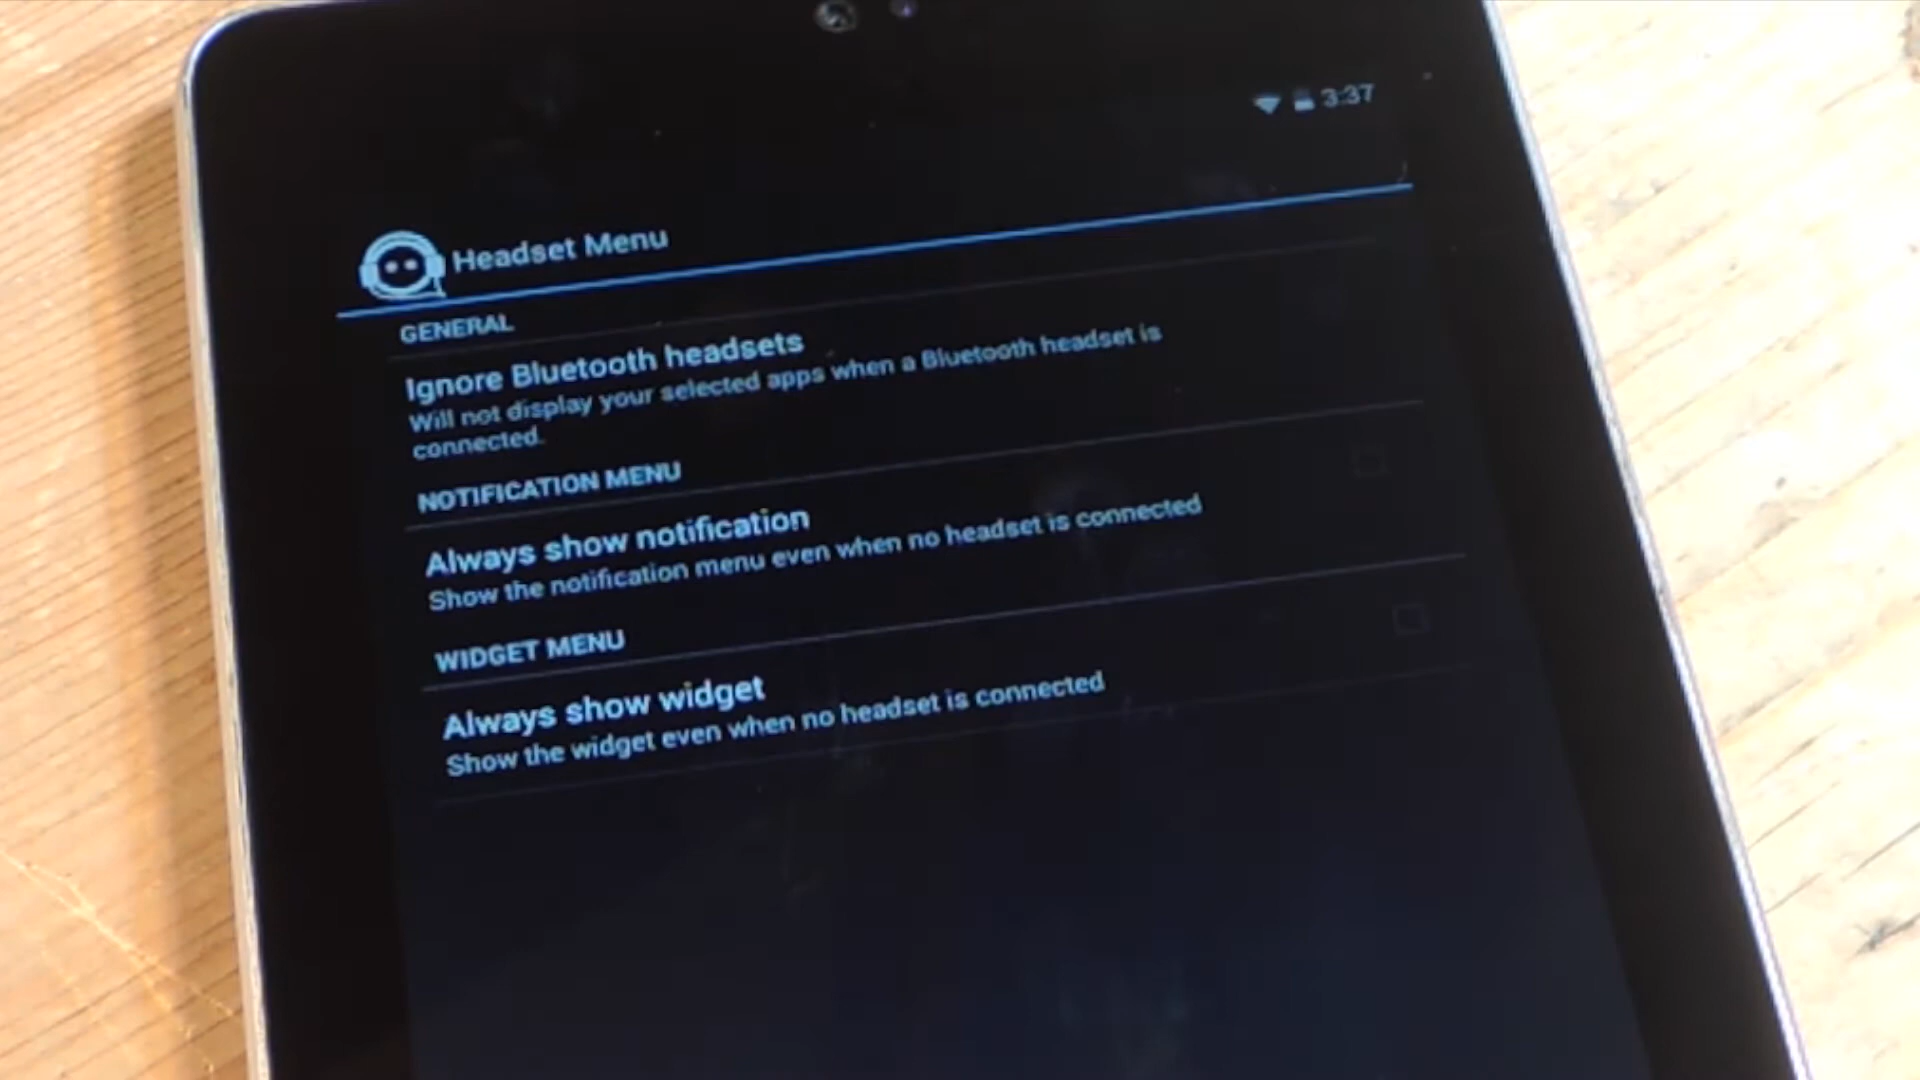 3:37
Headset Menu
GENERAL
Ignore Bluetooth headsets
Will not display your selected apps when a Bluetooth headset is
connected.
NOTIFICATION MENU
Always show notification
Show the notification menu even when no headset is connected
WIDGET MENU
Always show widget
Show the widget even when no headset is connected